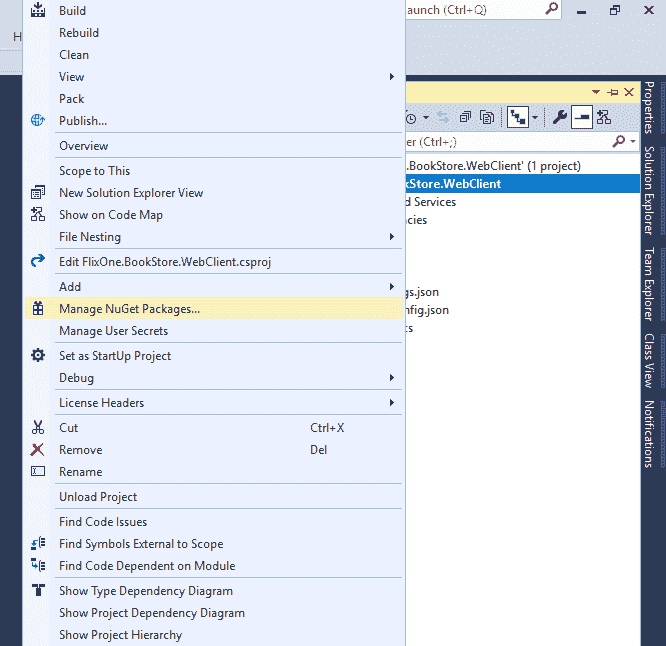 Build
Rebuild
Clean
View
Pack
Publish...
Overview
Scope to This
New Solution Explorer View
Show on Code Map
File Nesting
Edit FlixOne.BookStore.WebClient.csproj
Add
Manage NuGet Packages...
Manage User Secrets
Set as StartUp Project
Debug
License Headers
Cut Ctrl+X
Remove Del
Rename
Unload Project
Find Code Issues
Find Symbols External to Scope
Find Code Dependent on Module
Show Type Dependency Diagram
Show Project Dependency Diagram
Show Project Hierarchy
H
aunch (Ctrl+Q)
er (Ctrl+;)
.BookStore.WebClient' (1 project)
kStore.WebClient
d Services
cies
gs.json
nfig.json
cs
Properties
Solution Explorer
Team Explorer
Class View
Notifications